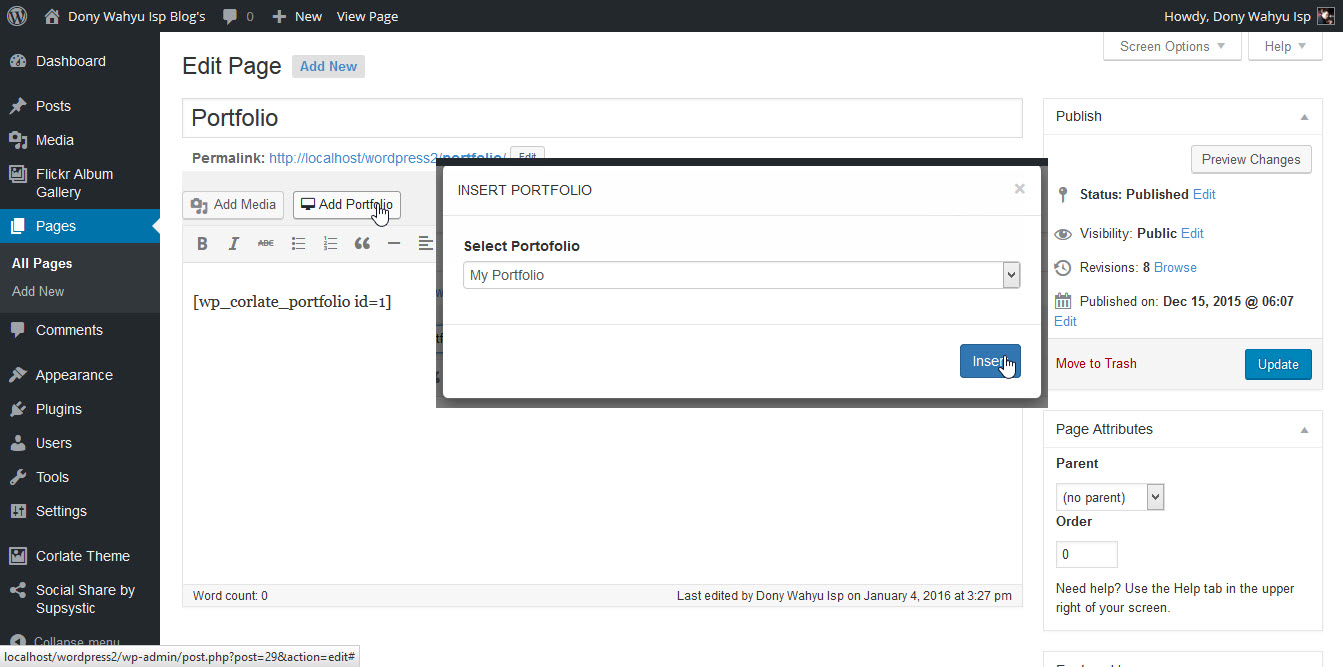 Dony Wahyu Isp Blog's 0 New View Page Howdy, Dony Wahyu Isp
Dashboard
Posts
Media
Flickr Album
Gallery
Pages
All Pages
Add New
Comments
Appearance
Plugins
Users
Tools
Settings
Corlate Theme
Social Share by
Supsystic
Collapse menu
Screen Options Help
Edit Page Add New
Portfolio
Permalink: http://localhost/wordpress2/portfolio/ Edit
Add Media Add Portfolio
B I ABC
[wp_corlate_portfolio id=1]
INSERT PORTFOLIO ×
Select Portofolio
My Portfolio
Insert
Word count: 0 Last edited by Dony Wahyu Isp on January 4, 2016 at 3:27 pm
Publish
Preview Changes
Status: Published Edit
Visibility: Public Edit
Revisions: 8 Browse
Published on: Dec 15, 2015 @ 06:07
Edit
Move to Trash Update
Page Attributes
Parent
(no parent)
Order
0
Need help? Use the Help tab in the upper
right of your screen.
localhost/wordpress2/wp-admin/post.php?post=29&action=edit#